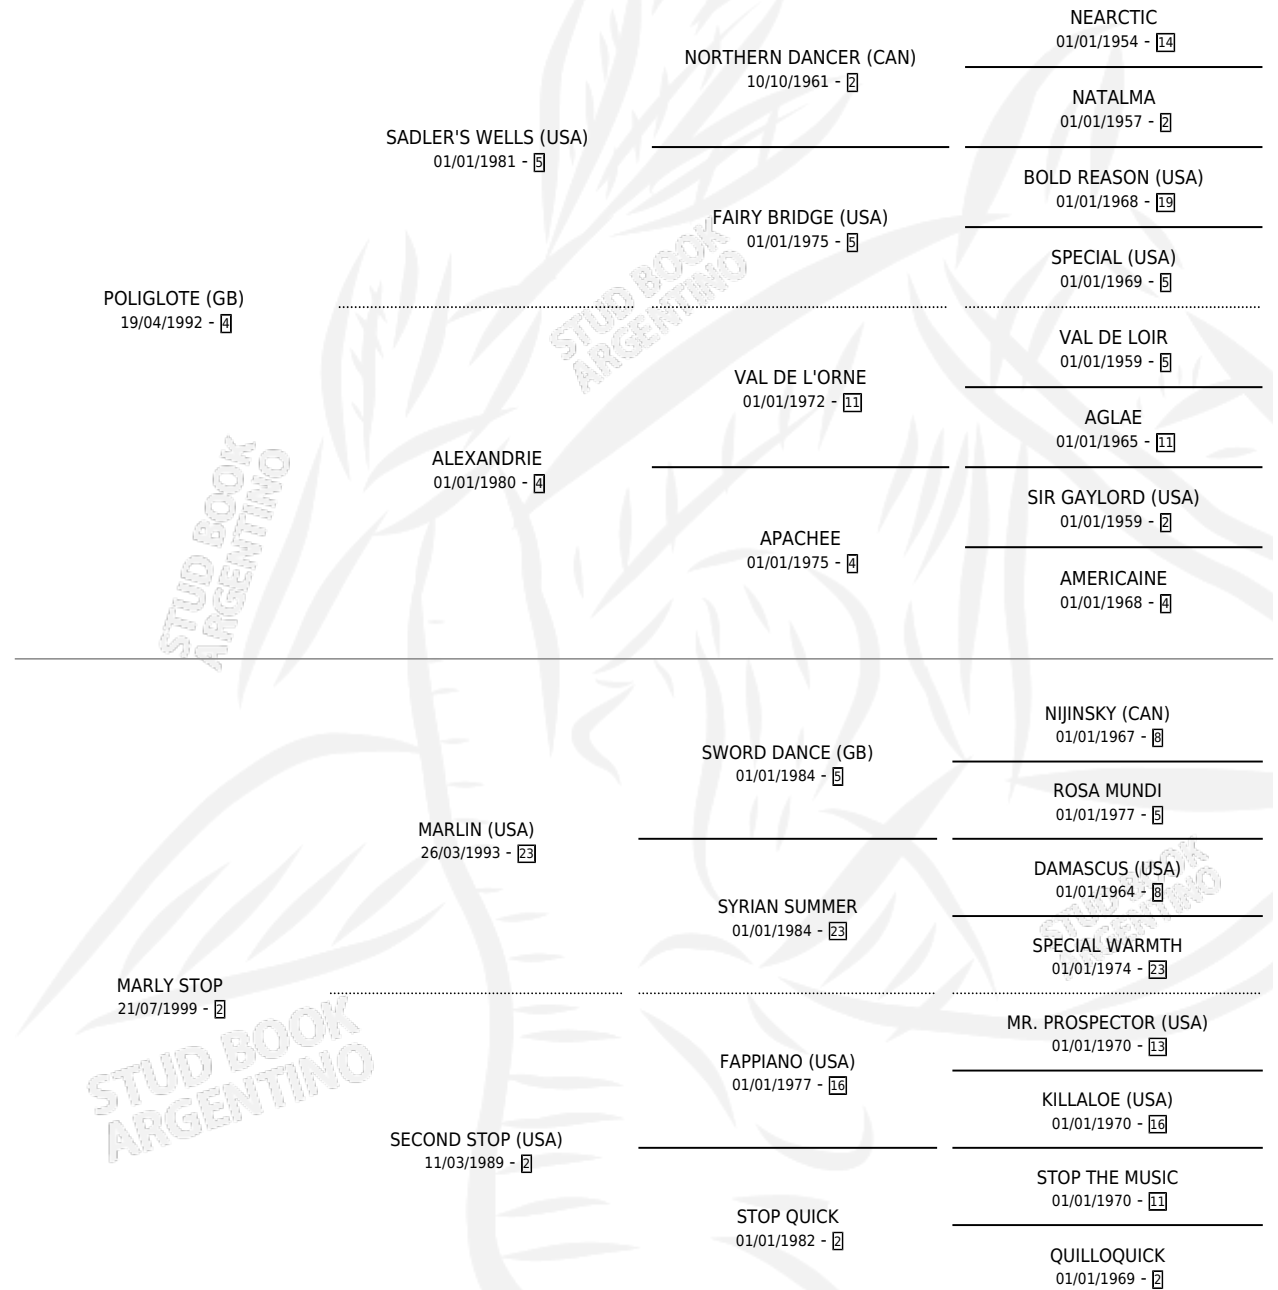 NEARCTIC
01/01/1954 - 14
NORTHERN DANCER (CAN)
10/10/1961 - 2
NATALMA
01/01/1957 - 2
SADLER'S WELLS (USA)
01/01/1981 - 5
BOLD REASON (USA)
01/01/1968 - 19
FAIRY BRIDGE (USA)
01/01/1975 - 5
SPECIAL (USA)
01/01/1969 - 5
POLIGLOTE (GB)
19/04/1992 - 4
STUD BOOK
ARGENTINO
VAL DE LOIR
01/01/1959 - 5
VAL DE L'ORNE
01/01/1972 - 11
AGLAE
01/01/1965 - 11
ALEXANDRIE
01/01/1980 - 4
SIR GAYLORD (USA)
01/01/1959 - 2
APACHEE
01/01/1975 - 4
AMERICAINE
01/01/1968 - 4
STUD BOOK
ARGENTINO
NIJINSKY (CAN)
01/01/1967 - 8
SWORD DANCE (GB)
01/01/1984 - 5
ROSA MUNDI
01/01/1977 - 5
MARLIN (USA)
26/03/1993 - 23
DAMASCUS (USA)
01/01/1964 - 8
SYRIAN SUMMER
01/01/1984 - 23
SPECIAL WARMTH
01/01/1974 - 23
STUD BOOK
ARGENTINO
MARLY STOP
21/07/1999 - 2
MR. PROSPECTOR (USA)
01/01/1970 - 13
FAPPIANO (USA)
01/01/1977 - 16
KILLALOE (USA)
01/01/1970 - 16
STUD BOOK
ARGENTINO
SECOND STOP (USA)
11/03/1989 - 2
STOP THE MUSIC
01/01/1970 - 11
STOP QUICK
01/01/1982 - 2
QUILLOQUICK
01/01/1969 - 2